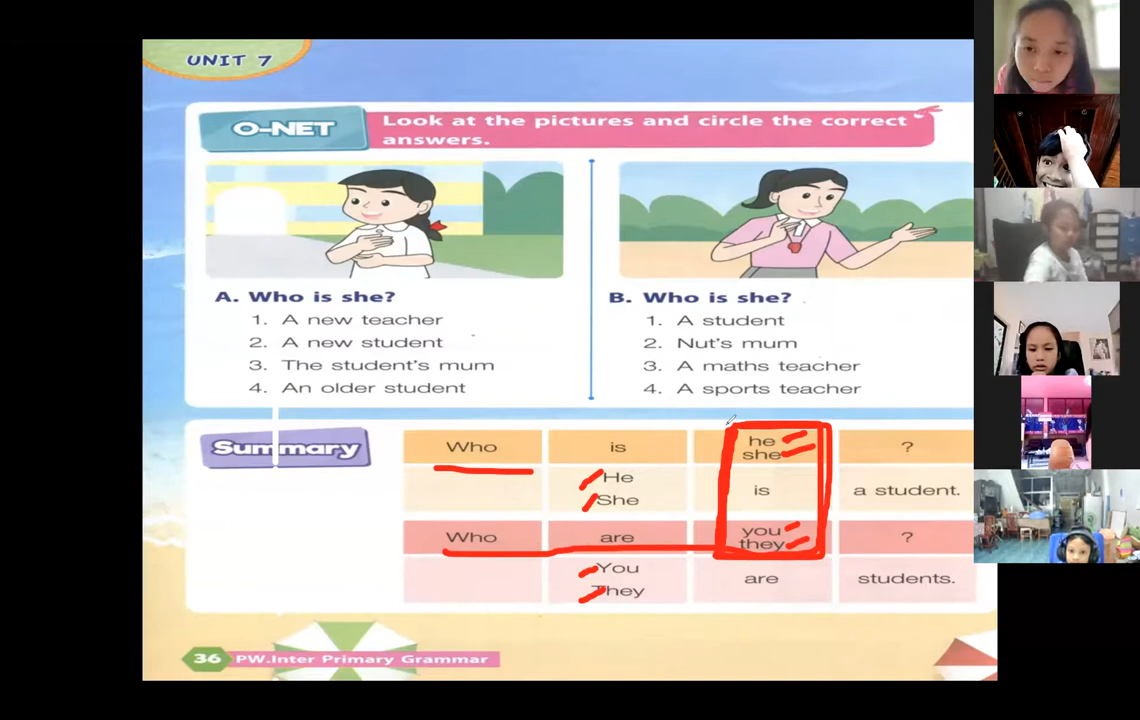 UNIT 7
O-NET
Look at the pictures and circle the correct
answers.
A. Who is she?
1. A new teacher
2. A new student
3. The student's mum
4. An older student
B. Who is she?
1. A student
2. Nut's mum
3. A maths teacher
4. A sports teacher
Summary
Who is he ?
she
He
She
is a student.
Who are you ?
they
You
They
are students.
36 PW.Inter Primary Grammar